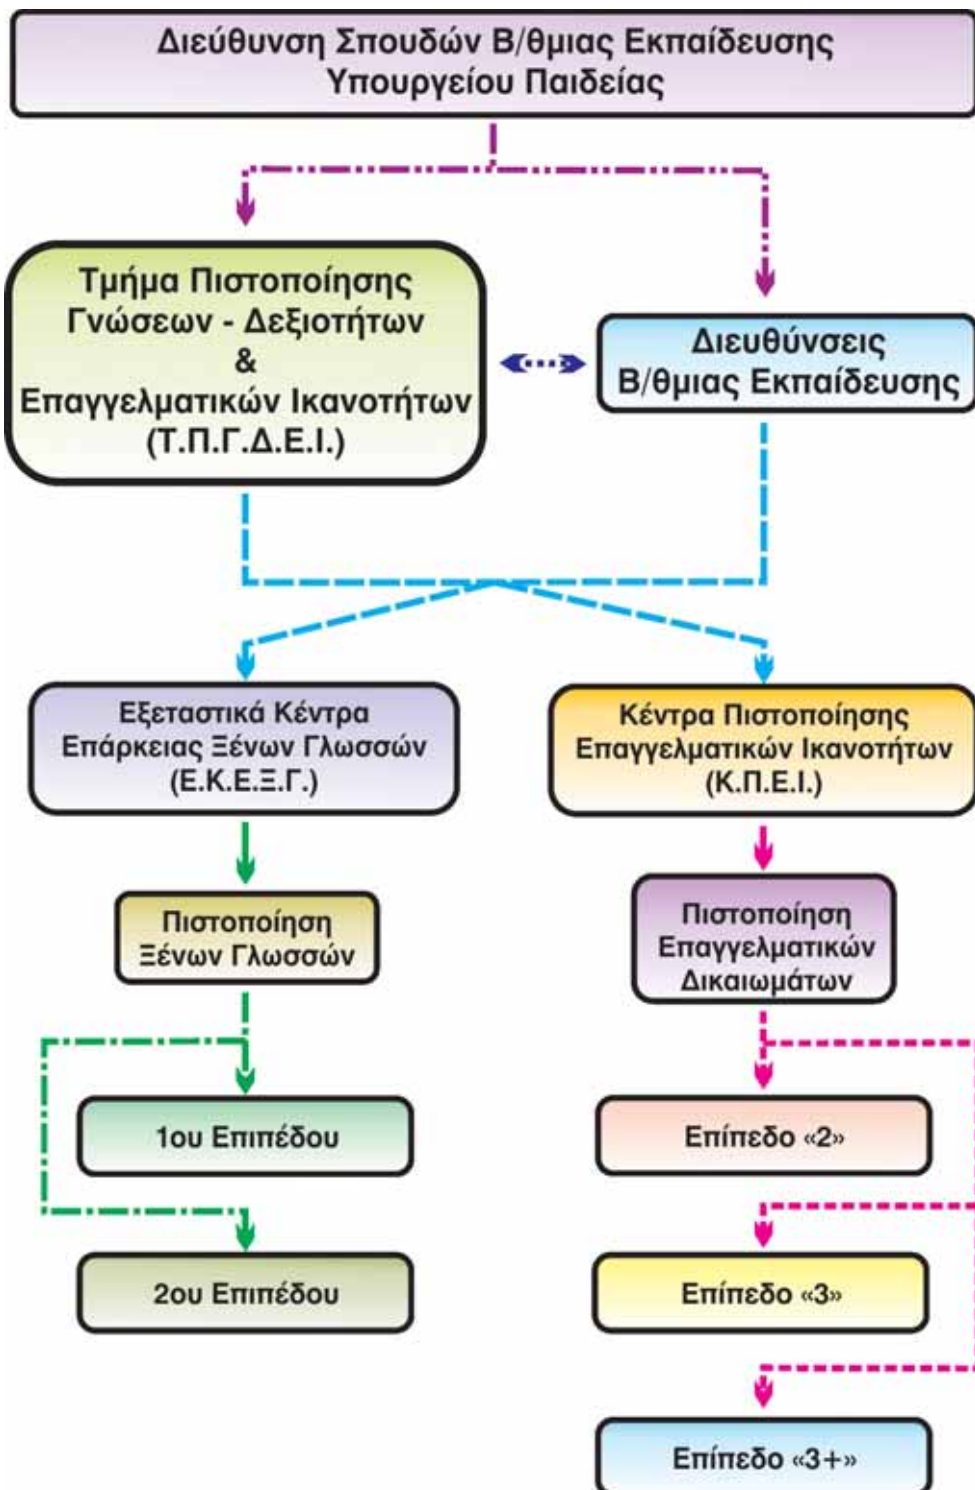 Διεύθυνση Σπουδών Β/θμιας Εκπαίδευσης
Υπουργείου Παιδείας
Τμήμα Πιστοποίησης
Γνώσεων - Δεξιοτήτων
&
Επαγγελματικών Ικανοτήτων
(Τ.Π.Γ.Δ.Ε.Ι.)
Διευθύνσεις
Β/θμιας Εκπαίδευσης
Εξεταστικά Κέντρα
Επάρκειας Ξένων Γλωσσών
(Ε.Κ.Ε.Ξ.Γ.)
Κέντρα Πιστοποίησης
Επαγγελματικών Ικανοτήτων
(Κ.Π.Ε.Ι.)
Πιστοποίηση
Ξένων Γλωσσών
Πιστοποίηση
Επαγγελματικών
Δικαιωμάτων
1ου Επιπέδου
2ου Επιπέδου
Επίπεδο «2»
Επίπεδο «3»
Επίπεδο «3+»